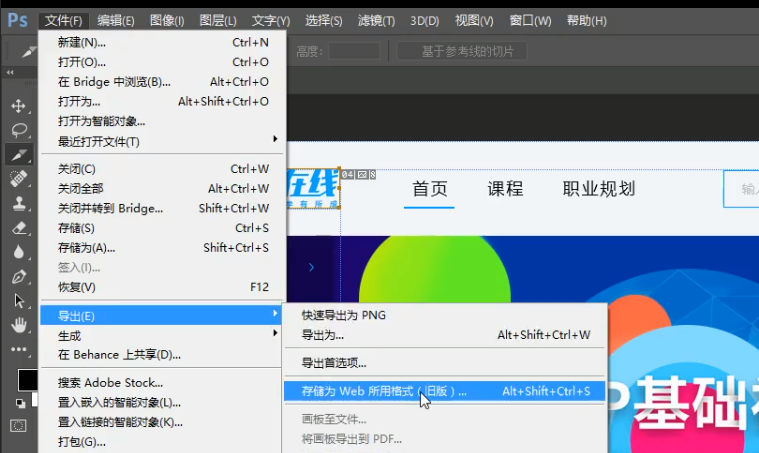 Ps 文件(F) 编辑(E) 图像(I) 图层(L) 文字(Y) 选择(S) 滤镜(T) 3D(D) 视图(V) 窗口(W) 帮助(H)
高度: 基于参考线的切片
新建(N)... Ctrl+N
打开(O)... Ctrl+O
在 Bridge 中浏览(B)... Alt+Ctrl+O
打开为... Alt+Shift+Ctrl+O
打开为智能对象...
最近打开文件(T)
关闭(C) Ctrl+W
关闭全部 Alt+Ctrl+W
关闭并转到 Bridge... Shift+Ctrl+W
存储(S) Ctrl+S
存储为(A)... Shift+Ctrl+S
签入(I)...
恢复(V) F12
导出(E)
生成
在 Behance 上共享(D)...
搜索 Adobe Stock...
置入嵌入的智能对象(L)...
置入链接的智能对象(K)...
打包(G)...
快速导出为 PNG
导出为... Alt+Shift+Ctrl+W
导出首选项...
存储为 Web 所用格式（旧版）... Alt+Shift+Ctrl+S
画板至文件...
将画板导出到 PDF...
在线
学有所成
04
首页 课程 职业规划
输入
P基础